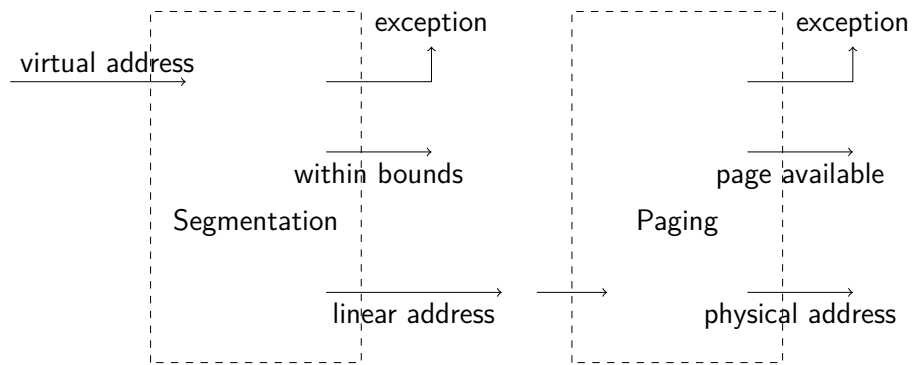 exception
virtual address
within bounds
Segmentation
linear address
exception
page available
Paging
physical address